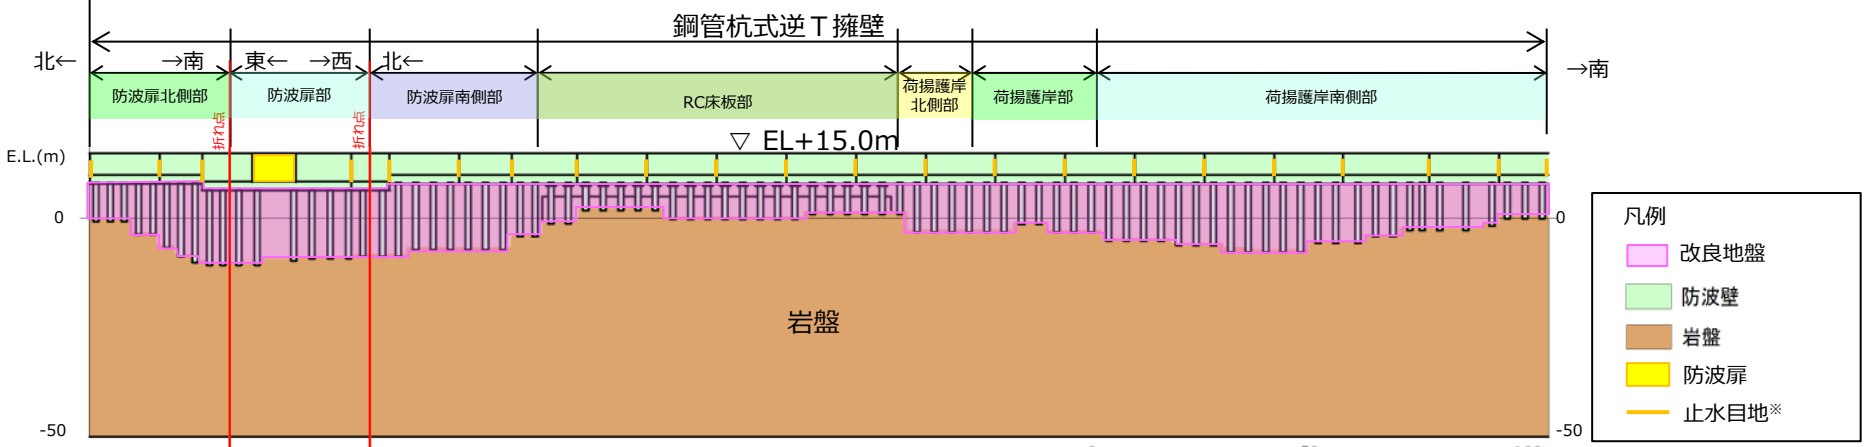 鋼管杭式逆Ｔ擁壁
北←
→南
東←
→西
北←
→南
防波扉北側部
防波扉部
防波扉南側部
RC床板部
荷揚護岸
北側部
荷揚護岸部
荷揚護岸南側部
折れ点
折れ点
▽ EL+15.0m
E.L.(m)
0
0
岩盤
-50
-50
凡例
改良地盤
防波壁
岩盤
防波扉
止水目地※